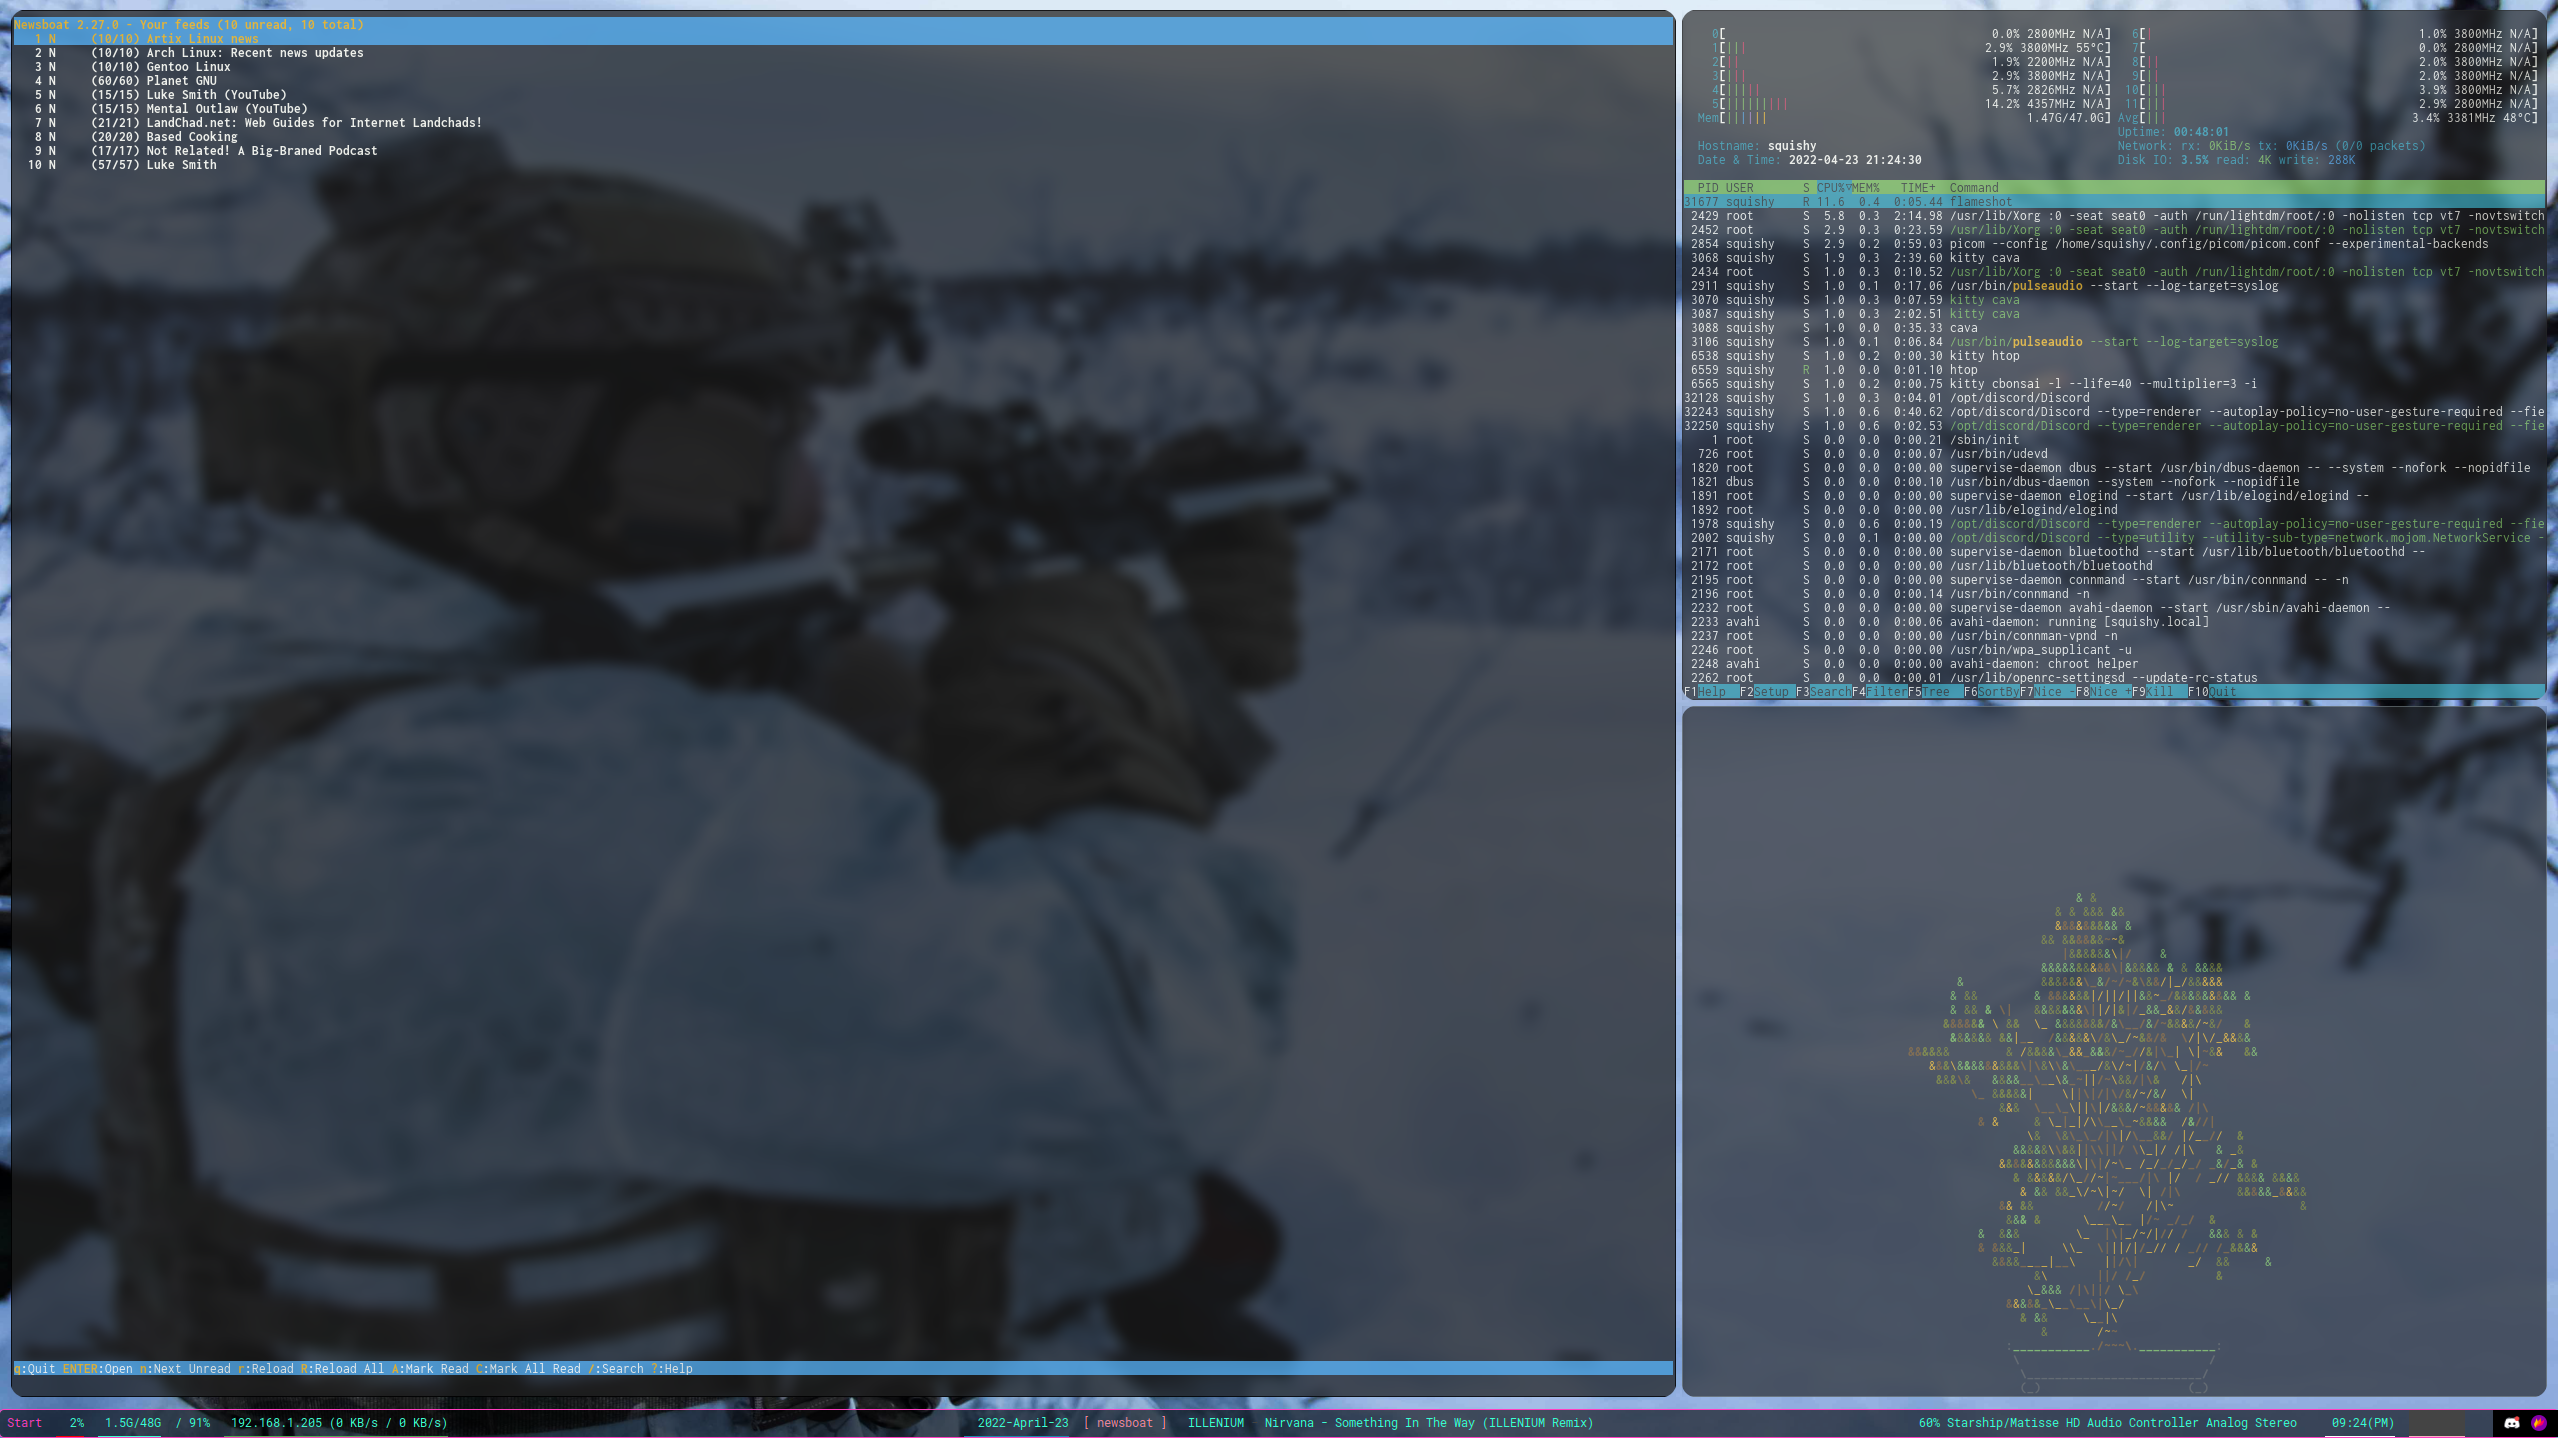 Newsboat 2.27.0 - Your feeds (10 unread, 10 total)
1 N (10/10) Artix Linux news
2 N (10/10) Arch Linux: Recent news updates
3 N (10/10) Gentoo Linux
4 N (60/60) Planet GNU
5 N (15/15) Luke Smith (YouTube)
6 N (15/15) Mental Outlaw (YouTube)
7 N (21/21) LandChad.net: Web Guides for Internet Landchads!
8 N (20/20) Based Cooking
9 N (17/17) Not Related! A Big-Braned Podcast
10 N (57/57) Luke Smith
q:Quit ENTER:Open n:Next Unread r:Reload R:Reload All A:Mark Read C:Mark All Read /:Search ?:Help
0[ 0.0% 2800MHz N/A] 6[| 1.0% 3800MHz N/A]
1[||| 2.9% 3800MHz 55°C] 7[ 0.0% 2800MHz N/A]
2[|| 1.9% 2200MHz N/A] 8[|| 2.0% 3800MHz N/A]
3[||| 2.9% 3800MHz N/A] 9[|| 2.0% 3800MHz N/A]
4[||||| 5.7% 2826MHz N/A] 10[||| 3.9% 3800MHz N/A]
5[||||||||| 14.2% 4357MHz N/A] 11[||| 2.9% 2800MHz N/A]
Mem[|||||| 1.47G/47.0G] Avg[||| 3.4% 3381MHz 48°C]
Uptime: 00:48:01
Hostname: squishy Network: rx: 0KiB/s tx: 0KiB/s (0/0 packets)
Date & Time: 2022-04-23 21:24:30 Disk IO: 3.5% read: 4K write: 288K
PID USER S CPU%▽MEM% TIME+ Command
31677 squishy R 11.6 0.4 0:05.44 flameshot
2429 root S 5.8 0.3 2:14.98 /usr/lib/Xorg :0 -seat seat0 -auth /run/lightdm/root/:0 -nolisten tcp vt7 -novtswitch
2452 root S 2.9 0.3 0:23.59 /usr/lib/Xorg :0 -seat seat0 -auth /run/lightdm/root/:0 -nolisten tcp vt7 -novtswitch
2854 squishy S 2.9 0.2 0:59.03 picom --config /home/squishy/.config/picom/picom.conf --experimental-backends
3068 squishy S 1.9 0.3 2:39.60 kitty cava
2434 root S 1.0 0.3 0:10.52 /usr/lib/Xorg :0 -seat seat0 -auth /run/lightdm/root/:0 -nolisten tcp vt7 -novtswitch
2911 squishy S 1.0 0.1 0:17.06 /usr/bin/pulseaudio --start --log-target=syslog
3070 squishy S 1.0 0.3 0:07.59 kitty cava
3087 squishy S 1.0 0.3 2:02.51 kitty cava
3088 squishy S 1.0 0.0 0:35.33 cava
3106 squishy S 1.0 0.1 0:06.84 /usr/bin/pulseaudio --start --log-target=syslog
6538 squishy S 1.0 0.2 0:00.30 kitty htop
6559 squishy R 1.0 0.0 0:01.10 htop
6565 squishy S 1.0 0.2 0:00.75 kitty cbonsai -l --life=40 --multiplier=3 -i
32128 squishy S 1.0 0.3 0:04.01 /opt/discord/Discord
32243 squishy S 1.0 0.6 0:40.62 /opt/discord/Discord --type=renderer --autoplay-policy=no-user-gesture-required --fie
32250 squishy S 1.0 0.6 0:02.53 /opt/discord/Discord --type=renderer --autoplay-policy=no-user-gesture-required --fie
1 root S 0.0 0.0 0:00.21 /sbin/init
726 root S 0.0 0.0 0:00.07 /usr/bin/udevd
1820 root S 0.0 0.0 0:00.00 supervise-daemon dbus --start /usr/bin/dbus-daemon -- --system --nofork --nopidfile
1821 dbus S 0.0 0.0 0:00.10 /usr/bin/dbus-daemon --system --nofork --nopidfile
1891 root S 0.0 0.0 0:00.00 supervise-daemon elogind --start /usr/lib/elogind/elogind --
1892 root S 0.0 0.0 0:00.00 /usr/lib/elogind/elogind
1978 squishy S 0.0 0.6 0:00.19 /opt/discord/Discord --type=renderer --autoplay-policy=no-user-gesture-required --fie
2002 squishy S 0.0 0.1 0:00.00 /opt/discord/Discord --type=utility --utility-sub-type=network.mojom.NetworkService -
2171 root S 0.0 0.0 0:00.00 supervise-daemon bluetoothd --start /usr/lib/bluetooth/bluetoothd --
2172 root S 0.0 0.0 0:00.00 /usr/lib/bluetooth/bluetoothd
2195 root S 0.0 0.0 0:00.00 supervise-daemon connmand --start /usr/bin/connmand -- -n
2196 root S 0.0 0.0 0:00.14 /usr/bin/connmand -n
2232 root S 0.0 0.0 0:00.00 supervise-daemon avahi-daemon --start /usr/sbin/avahi-daemon --
2233 avahi S 0.0 0.0 0:00.06 avahi-daemon: running [squishy.local]
2237 root S 0.0 0.0 0:00.00 /usr/bin/connman-vpnd -n
2246 root S 0.0 0.0 0:00.00 /usr/bin/wpa_supplicant -u
2248 avahi S 0.0 0.0 0:00.00 avahi-daemon: chroot helper
2262 root S 0.0 0.0 0:00.01 /usr/lib/openrc-settingsd --update-rc-status
F1Help F2Setup F3SearchF4FilterF5Tree F6SortByF7Nice -F8Nice +F9Kill F10Quit
Start 2% 1.5G/48G / 91% 192.168.1.205 (0 KB/s / 0 KB/s) 2022-April-23 [ newsboat ] ILLENIUM Nirvana - Something In The Way (ILLENIUM Remix) 60% Starship/Matisse HD Audio Controller Analog Stereo 09:24(PM)